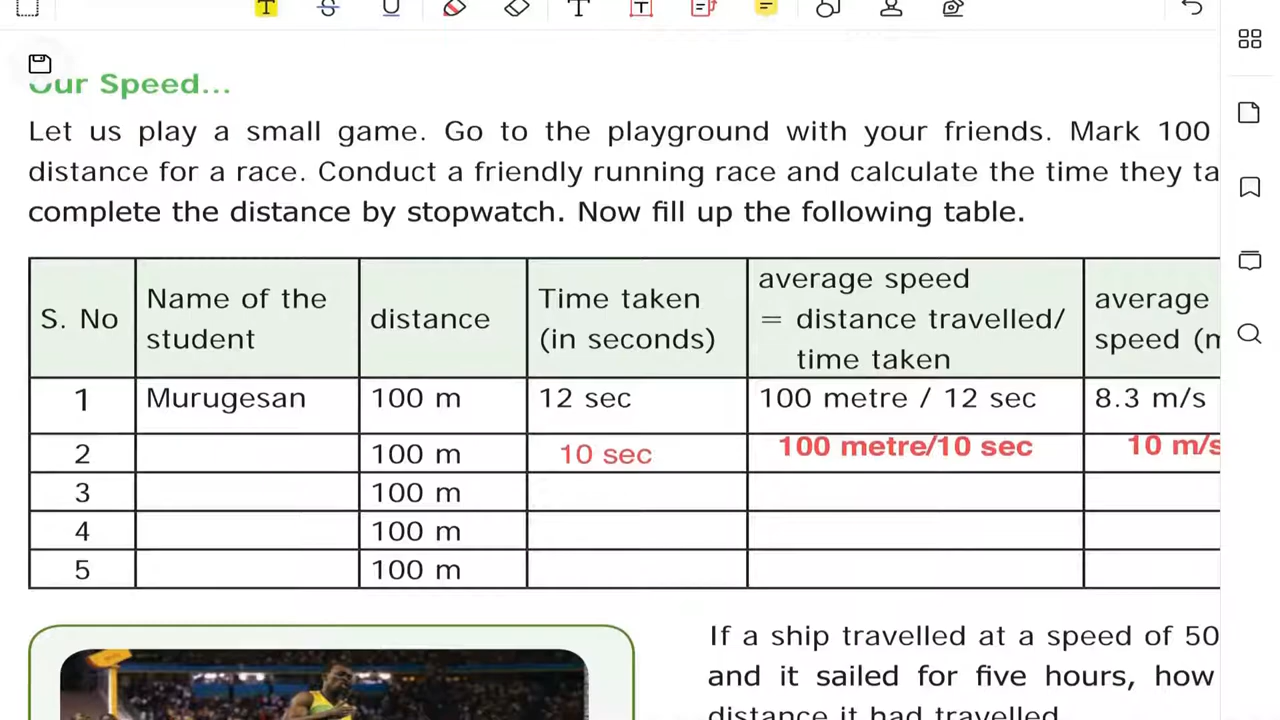 Our Speed...
Let us play a small game. Go to the playground with your friends. Mark 100
distance for a race. Conduct a friendly running race and calculate the time they ta
complete the distance by stopwatch. Now fill up the following table.
S. No
Name of the
student
distance
Time taken
(in seconds)
average speed
= distance travelled/
time taken
average
speed (m
1 Murugesan 100 m 12 sec 100 metre / 12 sec 8.3 m/s
2 100 m 10 sec 100 metre/10 sec 10 m/s
3 100 m
4 100 m
5 100 m
If a ship travelled at a speed of 50
and it sailed for five hours, how
distance it had travelled